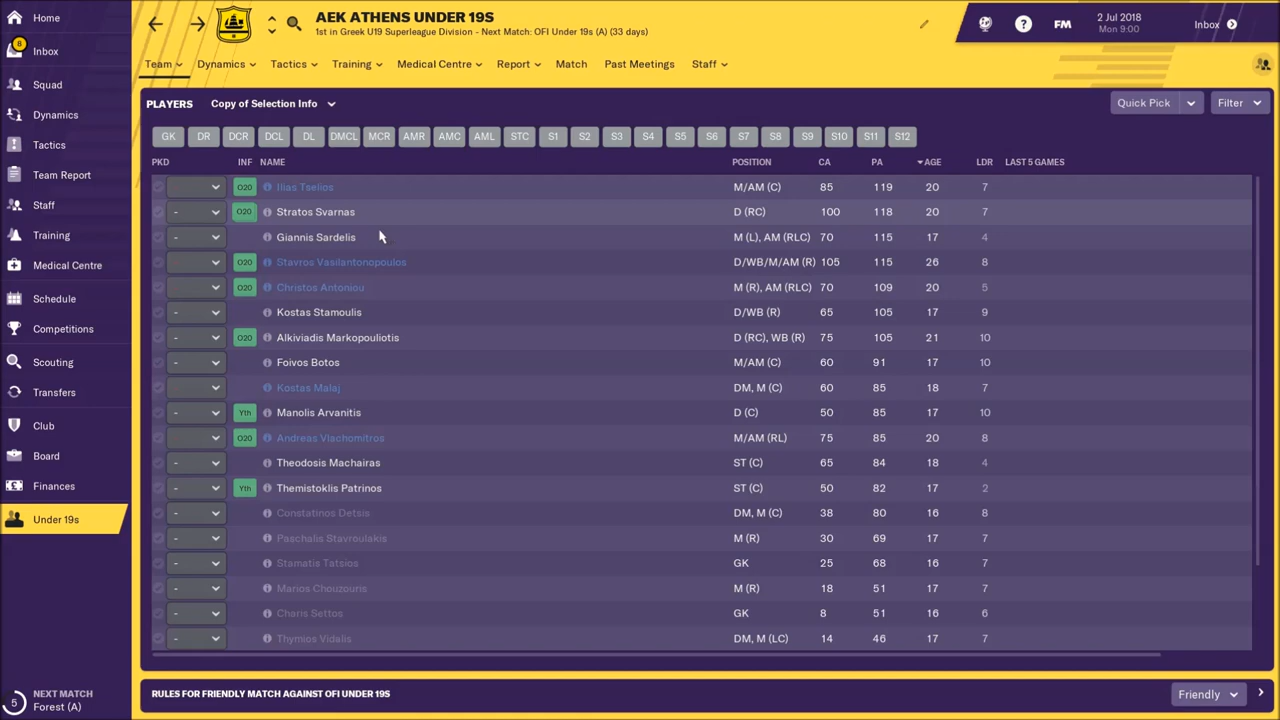 Home
8
Inbox
Squad
Dynamics
Tactics
Team Report
Staff
Training
Medical Centre
Schedule
Competitions
Scouting
Transfers
Club
Board
Finances
Under 19s
5
NEXT MATCH
Forest (A)
AEK ATHENS UNDER 19S
1st in Greek U19 Superleague Division - Next Match: OFI Under 19s (A) (33 days)
? FM 2 Jul 2018 Inbox
Mon 9:00
Team Dynamics Tactics Training Medical Centre Report Match Past Meetings Staff
PLAYERS Copy of Selection Info Quick Pick Filter
GK DR DCR DCL DL DMCL MCR AMR AMC AML STC S1 S2 S3 S4 S5 S6 S7 S8 S9 S10 S11 S12
PKD INF NAME POSITION CA PA AGE LDR LAST 5 GAMES
O20 Ilias Tselios M/AM (C) 85 119 20 7
- O20 Stratos Svarnas D (RC) 100 118 20 7
- Giannis Sardelis M (L), AM (RLC) 70 115 17 4
O20 Stavros Vasilantonopoulos D/WB/M/AM (R) 105 115 26 8
O20 Christos Antoniou M (R), AM (RLC) 70 109 20 5
- Kostas Stamoulis D/WB (R) 65 105 17 9
- O20 Alkiviadis Markopouliotis D (RC), WB (R) 75 105 21 10
- Foivos Botos M/AM (C) 60 91 17 10
Kostas Malaj DM, M (C) 60 85 18 7
- Yth Manolis Arvanitis D (C) 50 85 17 10
O20 Andreas Vlachomitros M/AM (RL) 75 85 20 8
- Theodosis Machairas ST (C) 65 84 18 4
- Yth Themistoklis Patrinos ST (C) 50 82 17 2
- Constatinos Detsis DM, M (C) 38 80 16 8
- Paschalis Stavroulakis M (R) 30 69 17 7
- Stamatis Tatsios GK 25 68 16 7
- Marios Chouzouris M (R) 18 51 17 7
- Charis Settos GK 8 51 16 6
- Thymios Vidalis DM, M (LC) 14 46 17 7
RULES FOR FRIENDLY MATCH AGAINST OFI UNDER 19S Friendly